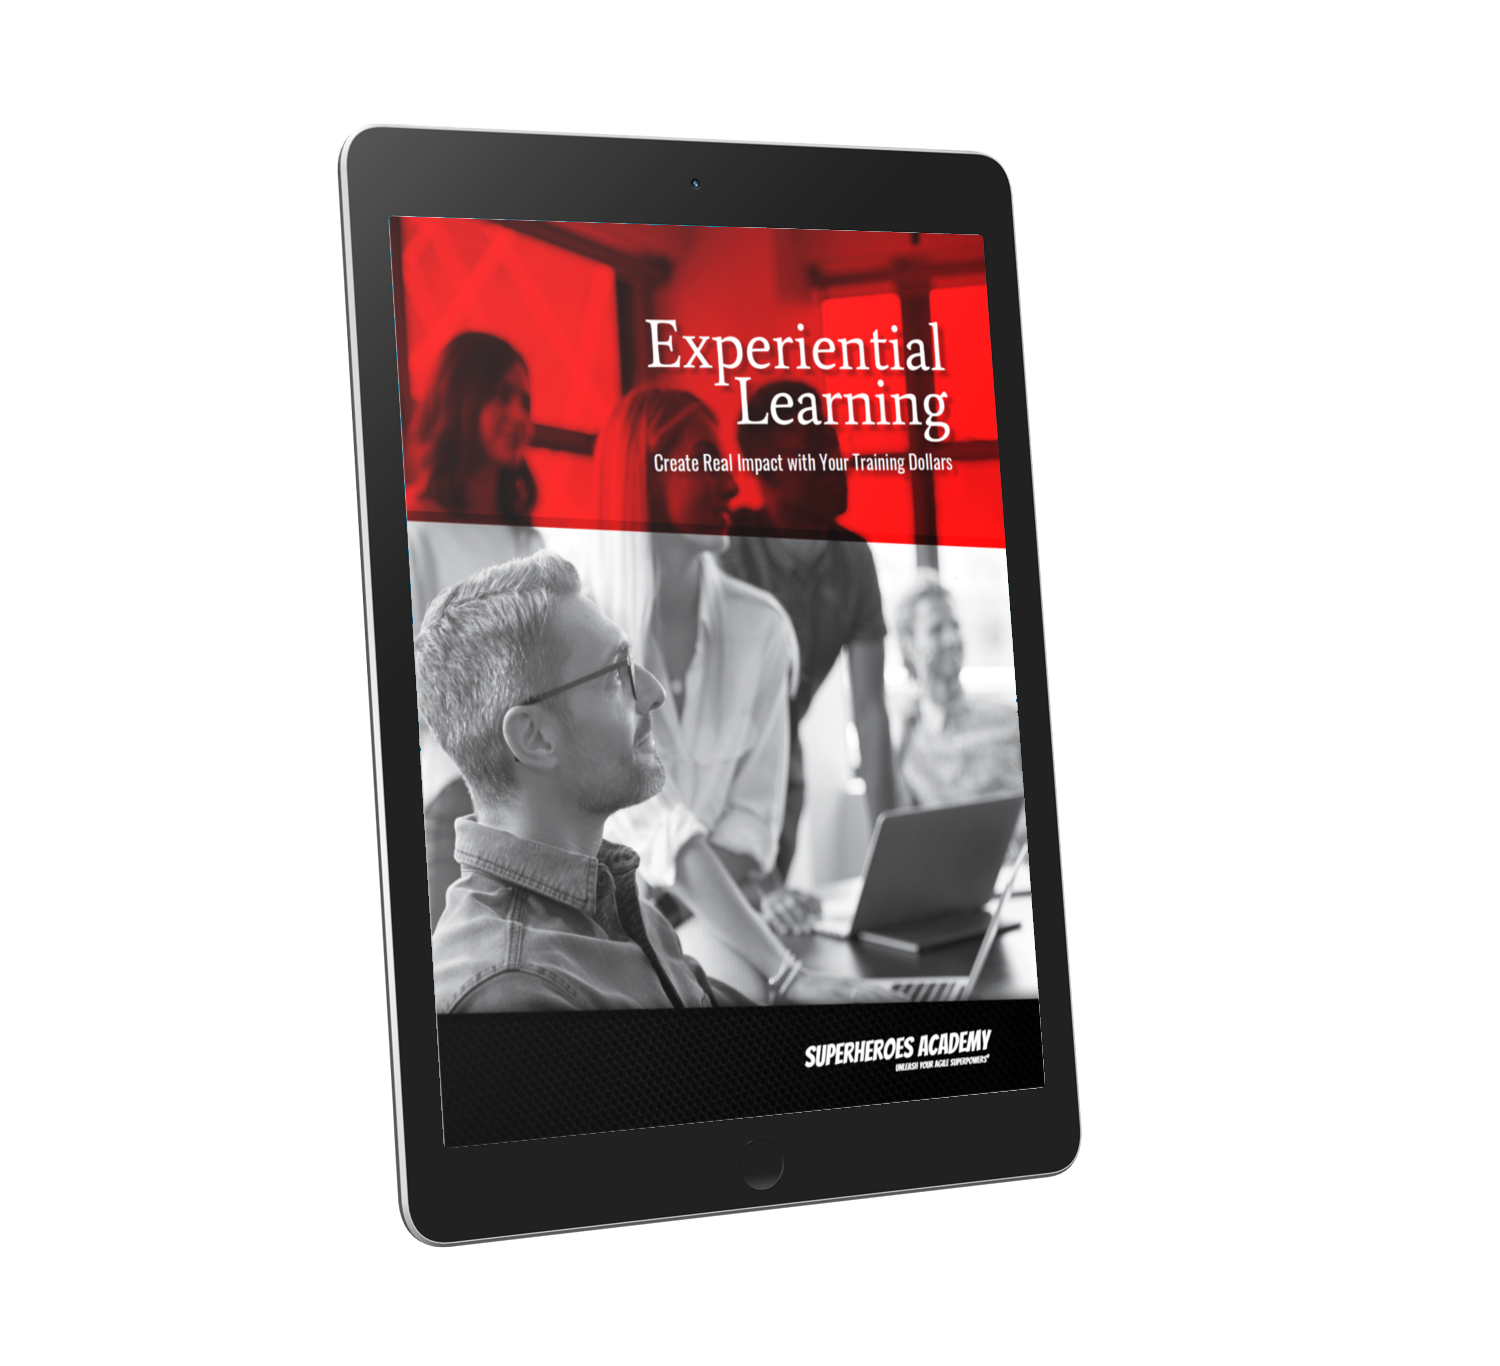 Experiential
Learning
Create Real Impact with Your Training Dollars
SUPERHEROES ACADEMY
UNLEASH YOUR AGILE SUPERPOWERS®